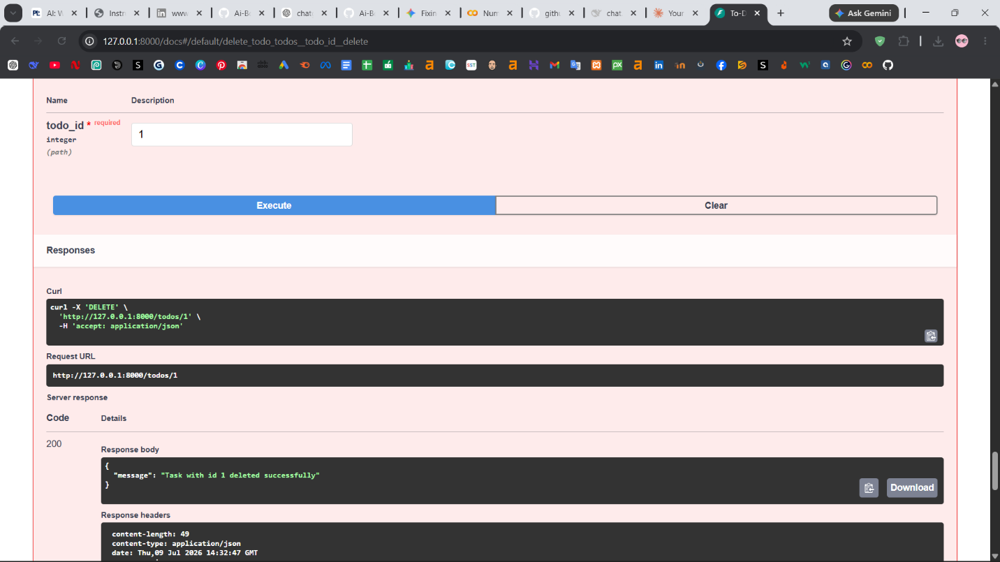 AI: W
Instr
www
Ai-B
chat
Ai-B
Fixin
Num
gith
chat
Your
To-D
Ask Gemini
127.0.0.1:8000/docs#/default/delete_todo_todos__todo_id__delete
Name Description
todo_id * required
integer
(path)
1
Execute Clear
Responses
Curl
curl -X 'DELETE' \
'http://127.0.0.1:8000/todos/1' \
-H 'accept: application/json'
Request URL
http://127.0.0.1:8000/todos/1
Server response
Code Details
200
Response body
{
"message": "Task with id 1 deleted successfully"
}
Download
Response headers
content-length: 49
content-type: application/json
date: Thu,09 Jul 2026 14:32:47 GMT